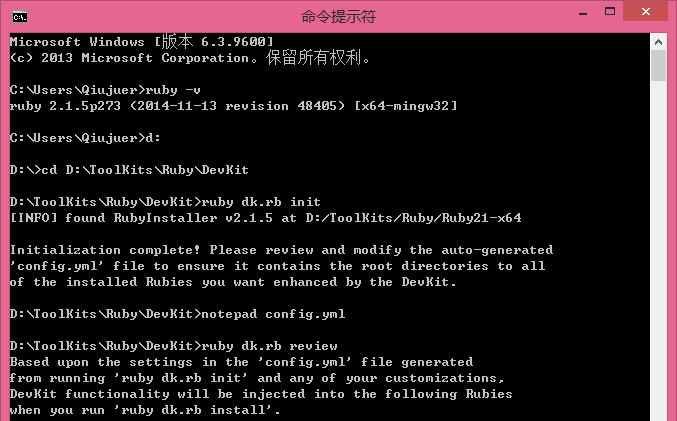 命令提示符
Microsoft Windows [版本 6.3.9600]
(c) 2013 Microsoft Corporation。保留所有权利。
C:\Users\Qiujuer>ruby -v
ruby 2.1.5p273 (2014-11-13 revision 48405) [x64-mingw32]
C:\Users\Qiujuer>d:
D:\>cd D:\ToolKits\Ruby\DevKit
D:\ToolKits\Ruby\DevKit>ruby dk.rb init
[INFO] found RubyInstaller v2.1.5 at D:/ToolKits/Ruby/Ruby21-x64
Initialization complete! Please review and modify the auto-generated
'config.yml' file to ensure it contains the root directories to all
of the installed Rubies you want enhanced by the DevKit.
D:\ToolKits\Ruby\DevKit>notepad config.yml
D:\ToolKits\Ruby\DevKit>ruby dk.rb review
Based upon the settings in the 'config.yml' file generated
from running 'ruby dk.rb init' and any of your customizations,
DevKit functionality will be injected into the following Rubies
when you run 'ruby dk.rb install'.